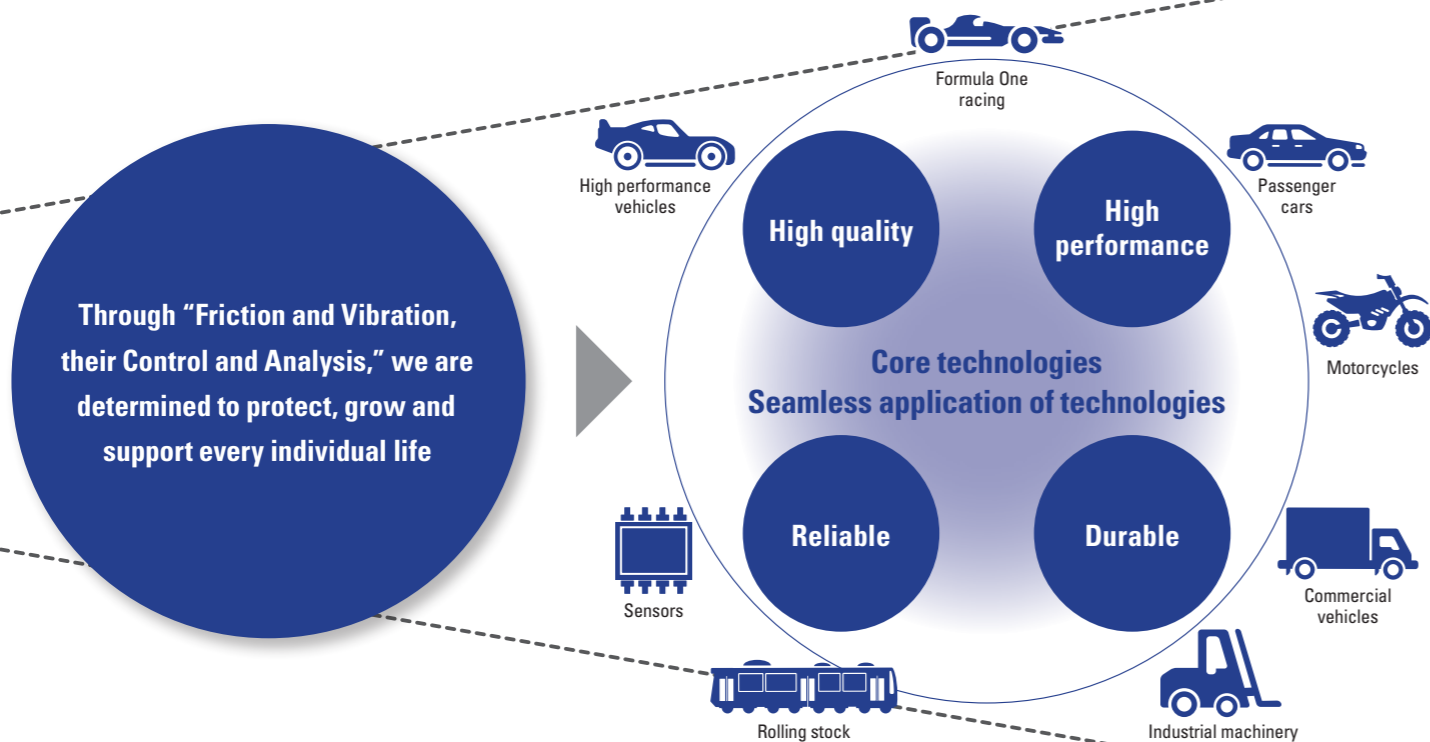 Through “Friction and Vibration,
their Control and Analysis,” we are
determined to protect, grow and
support every individual life
Formula One
racing
High performance
vehicles
Passenger
cars
High quality
High
performance
Motorcycles
Core technologies
Seamless application of technologies
Reliable
Durable
Sensors
Commercial
vehicles
Rolling stock
Industrial machinery